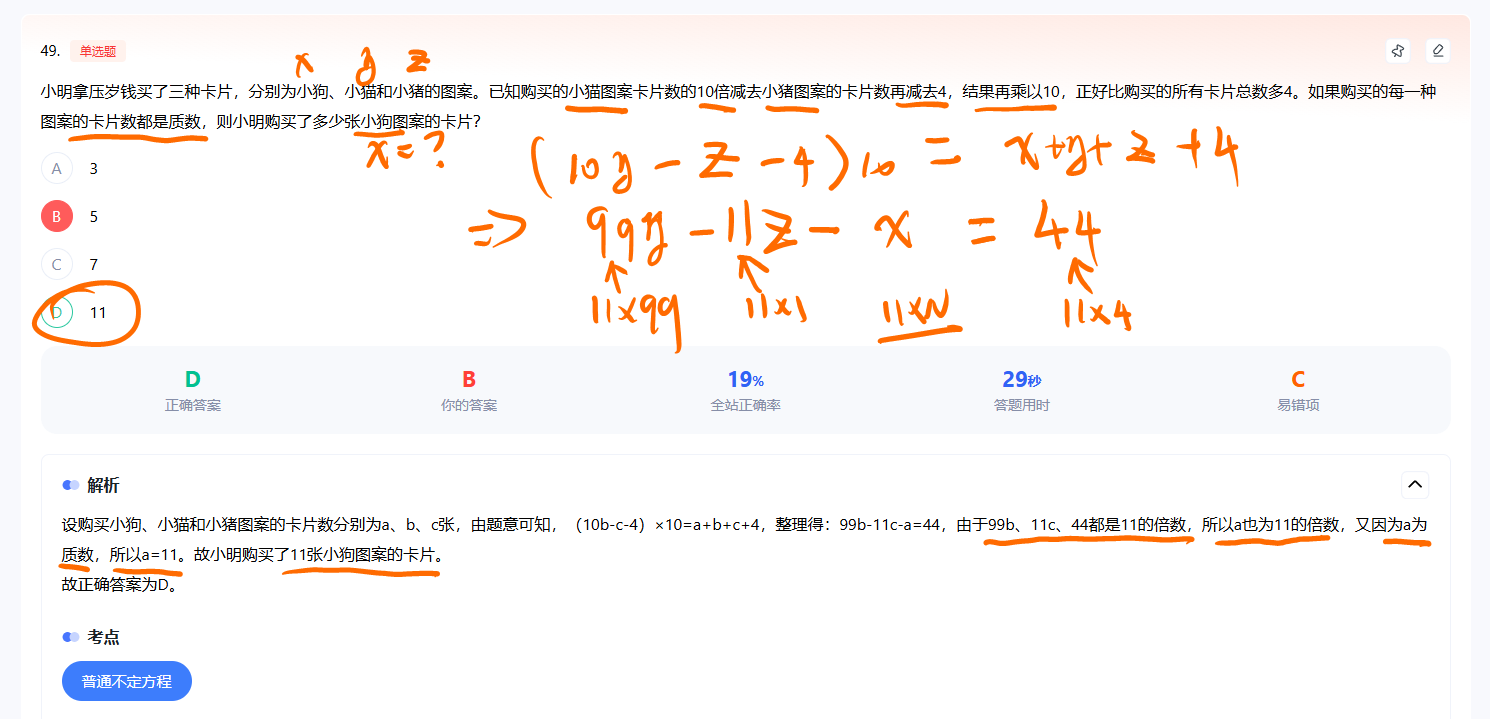 49. 单选题
x y z
小明拿压岁钱买了三种卡片，分别为小狗、小猫和小猪的图案。已知购买的小猫图案卡片数的10倍减去小猪图案的卡片数再减去4，结果再乘以10，正好比购买的所有卡片总数多4。如果购买的每一种
图案的卡片数都是质数，则小明购买了多少张小狗图案的卡片？
x=?
(10y-z-4)10=x+y+z+4
A 3
B 5
⇒ 99y-11z-x=44
C 7
11×99 11×1 11×N 11×4
D 11
D B 19% 29秒 C
正确答案 你的答案 全站正确率 答题用时 易错项
解析
设购买小狗、小猫和小猪图案的卡片数分别为a、b、c张，由题意可知，（10b-c-4）×10=a+b+c+4，整理得：99b-11c-a=44，由于99b、11c、44都是11的倍数，所以a也为11的倍数，又因为a为
质数，所以a=11。故小明购买了11张小狗图案的卡片。
故正确答案为D。
考点
普通不定方程